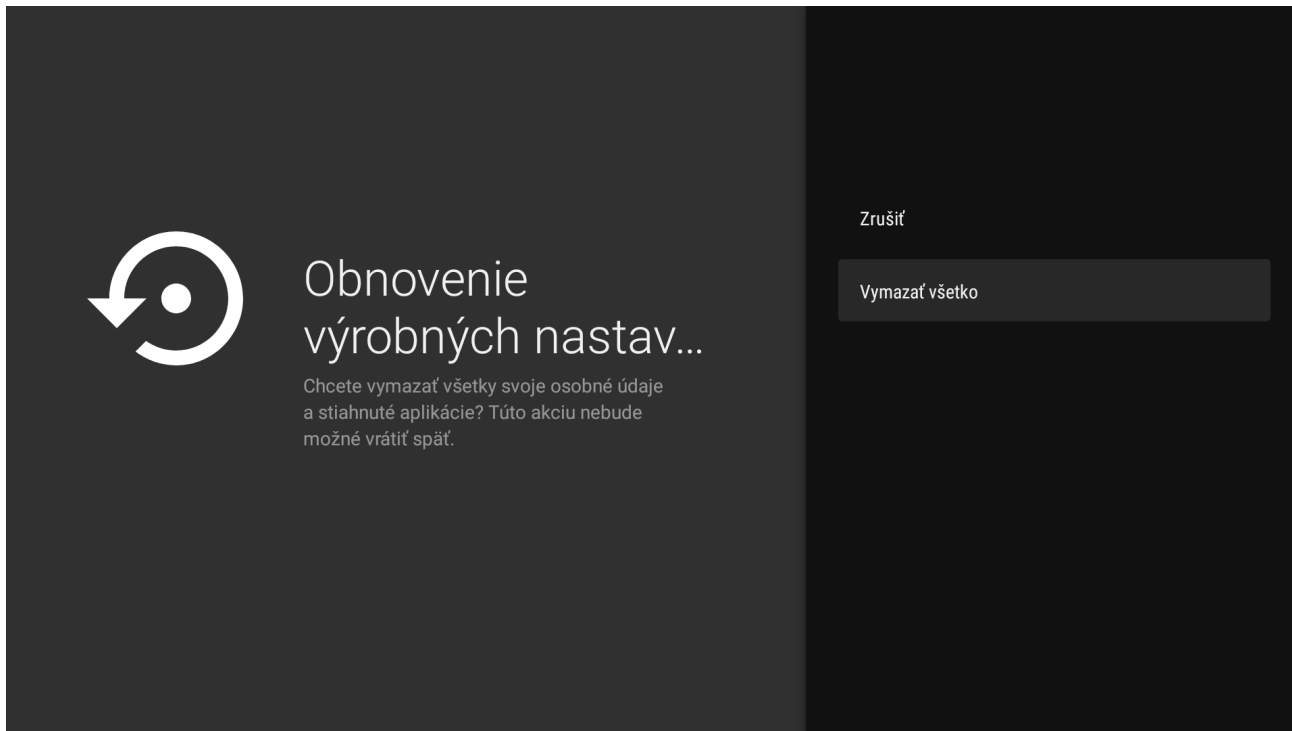 Obnovenie
výrobných nastav...
Chcete vymazať všetky svoje osobné údaje
a stiahnuté aplikácie? Túto akciu nebude
možné vrátiť späť.
Zrušiť
Vymazať všetko